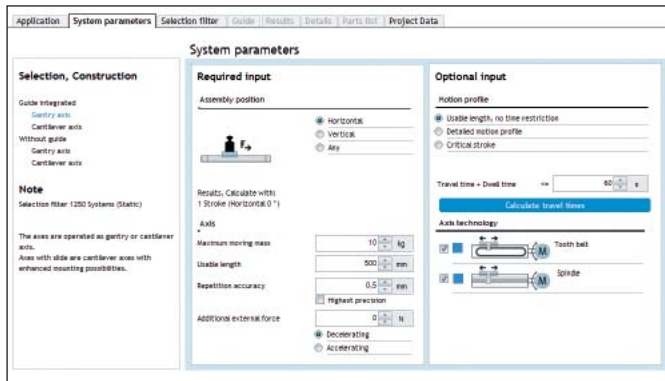 Application System parameters Selection filter Guide Results Details Parts list Project Data
System parameters
Selection, Construction
Guide integrated
Gantry axis
Cantilever axis
Without guide
Gantry axis
Cantilever axis
Note
Selection filter 1250 Systems (Static)
The axes are operated as gantry or cantilever
axis.
Axes with slide are cantilever axes with
enhanced mounting possibilities.
Required input
Assembly position
Horizontal
Vertical
Any
F
Results, Calculate with:
1 Stroke (Horizontal 0 °)
Axis
Maximum moving mass 10 kg
Usable length 500 mm
Repetition accuracy 0.5 mm
Highest precision
Additional external force 0 N
Decelerating
Accelerating
Optional input
Motion profile
Usable length, no time restriction
Detailed motion profile
Critical stroke
Travel time + Dwell time <= 60 s
Calculate travel times
Axis technology
M Tooth belt
M Spindle